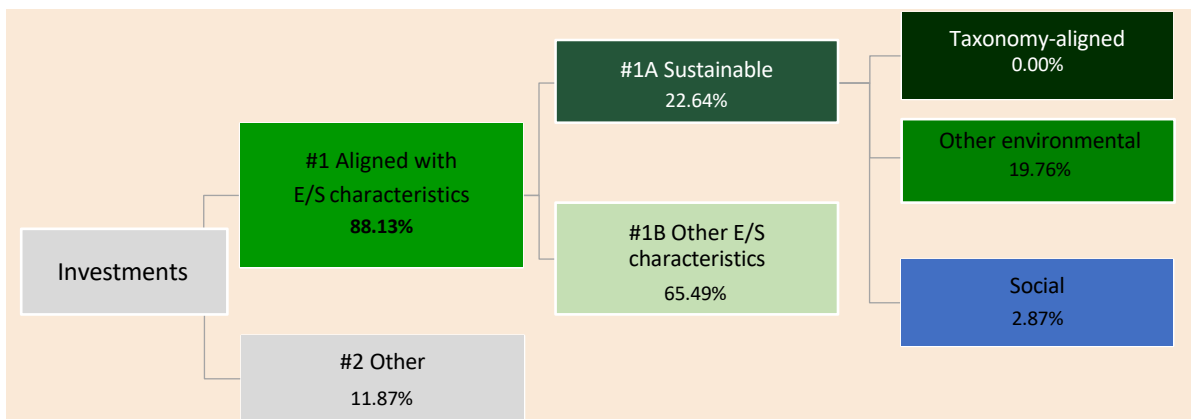 Investments
#1 Aligned with
E/S characteristics
88.13%
#2 Other
11.87%
#1A Sustainable
22.64%
#1B Other E/S
characteristics
65.49%
Taxonomy-aligned
0.00%
Other environmental
19.76%
Social
2.87%